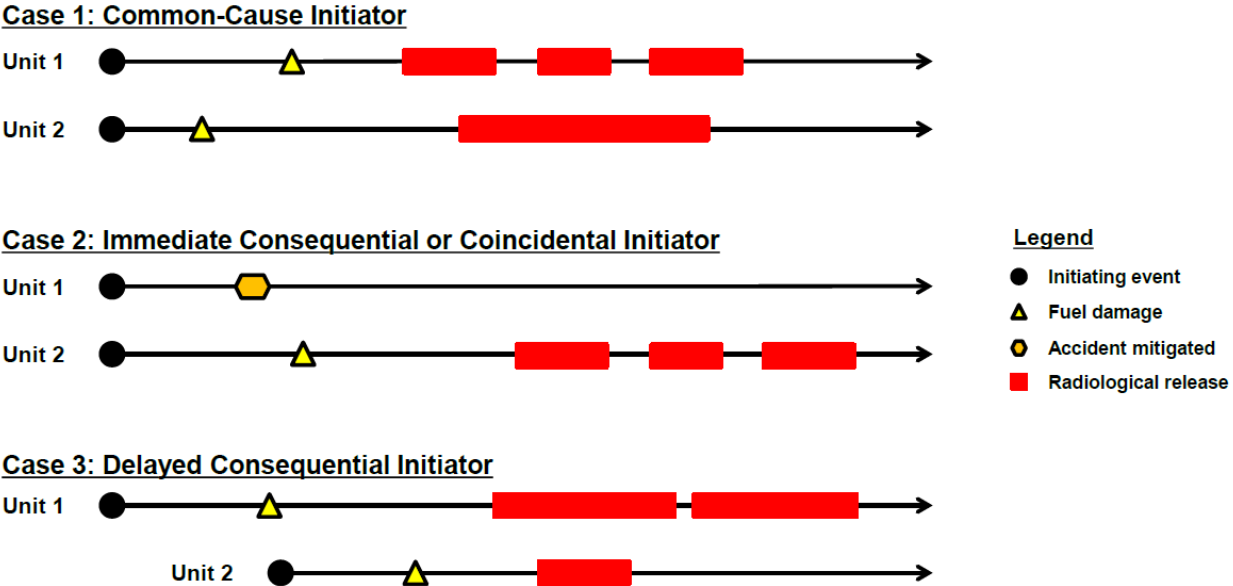 Case 1: Common-Cause Initiator
Unit 1
Unit 2
Case 2: Immediate Consequential or Coincidental Initiator
Unit 1
Unit 2
Legend
Initiating event
Fuel damage
Accident mitigated
Radiological release
Case 3: Delayed Consequential Initiator
Unit 1
Unit 2